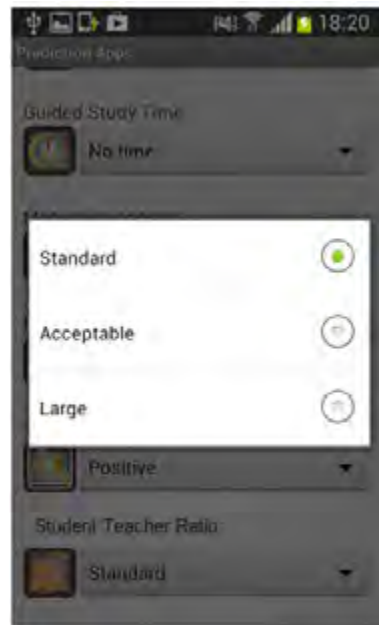 18:20
Prediction Apps
Guided Study Time
No time
Standard
Acceptable
Large
Positive
Student Teacher Ratio
Standard